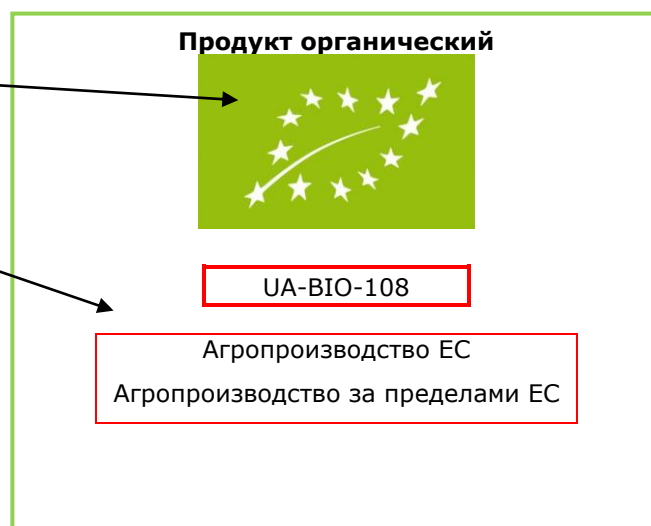 Продукт органический
UA-BIO-108
Агропроизводство ЕС
Агропроизводство за пределами ЕС